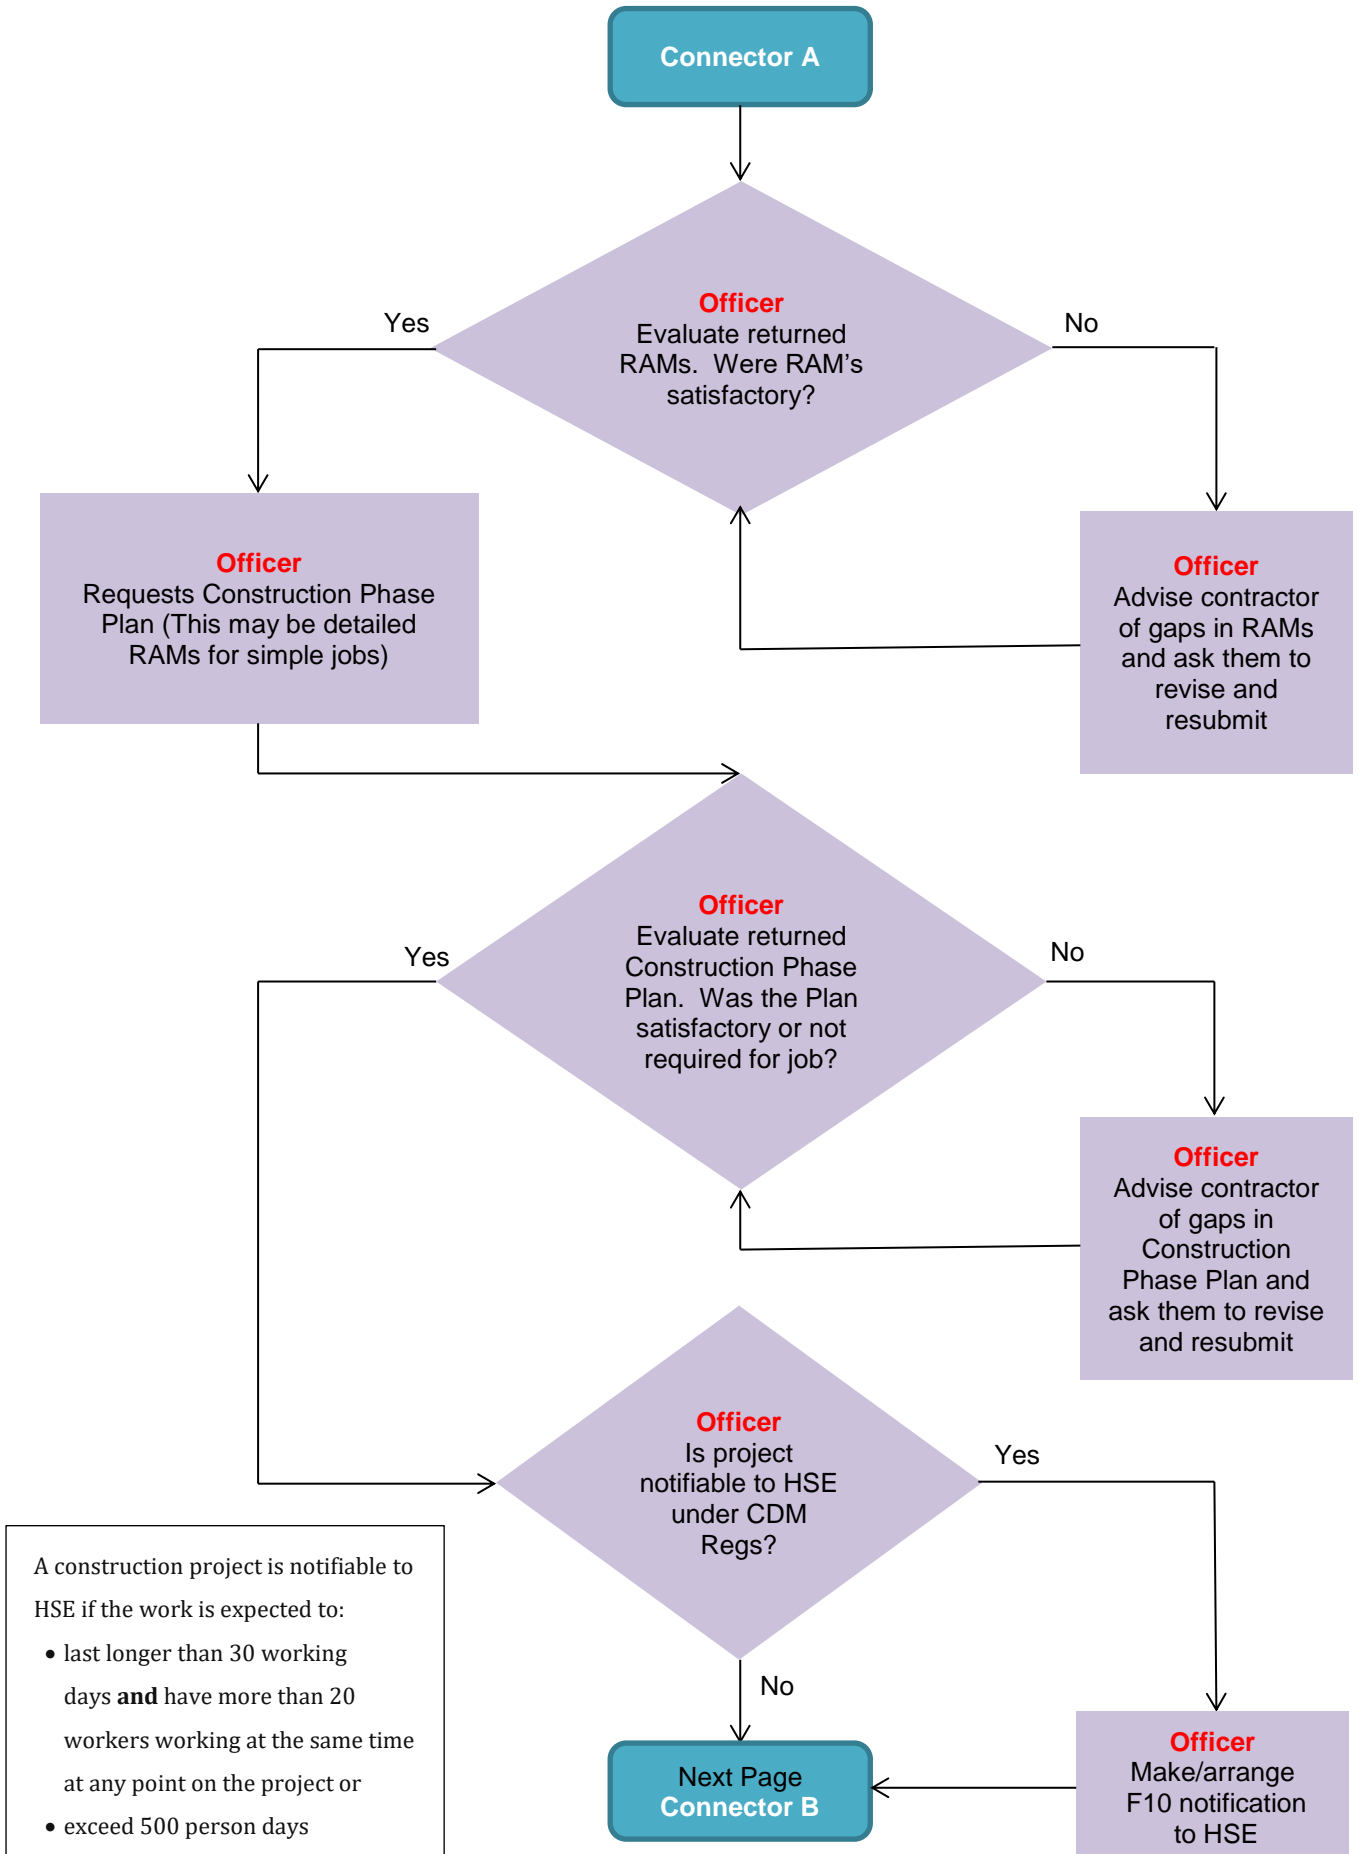 Connector A
Officer
Evaluate returned
RAMs.  Were RAM’s
satisfactory?
Yes
No
Officer
Requests Construction Phase
Plan (This may be detailed
RAMs for simple jobs)
Officer
Advise contractor
of gaps in RAMs
and ask them to
revise and
resubmit
Officer
Evaluate returned
Construction Phase
Plan.  Was the Plan
satisfactory or not
required for job?
Yes
No
Officer
Advise contractor
of gaps in
Construction
Phase Plan and
ask them to revise
and resubmit
Officer
Is project
notifiable to HSE
under CDM
Regs?
Yes
No
A construction project is notifiable to
HSE if the work is expected to:
• last longer than 30 working
days and have more than 20
workers working at the same time
at any point on the project or
• exceed 500 person days
Next Page
Connector B
Officer
Make/arrange
F10 notification
to HSE